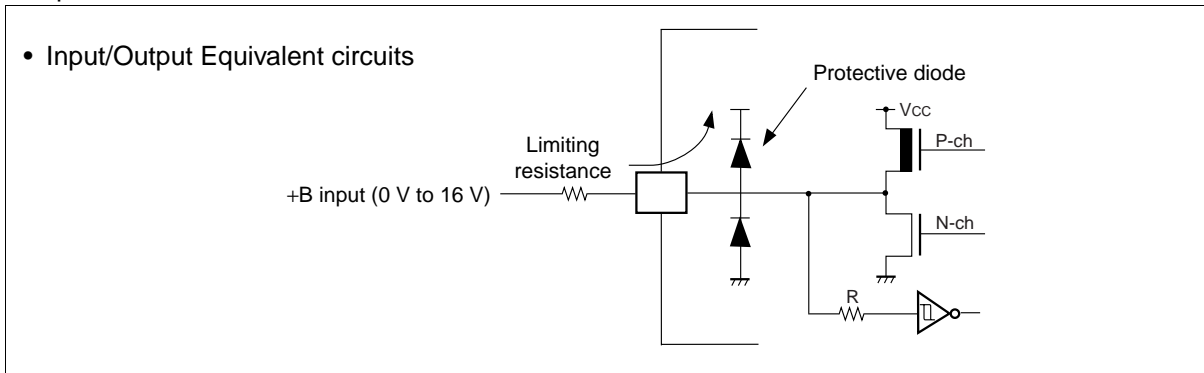 • Input/Output Equivalent circuits
Protective diode
Limiting
resistance
+B input (0 V to 16 V)
VCC
P-ch
N-ch
R